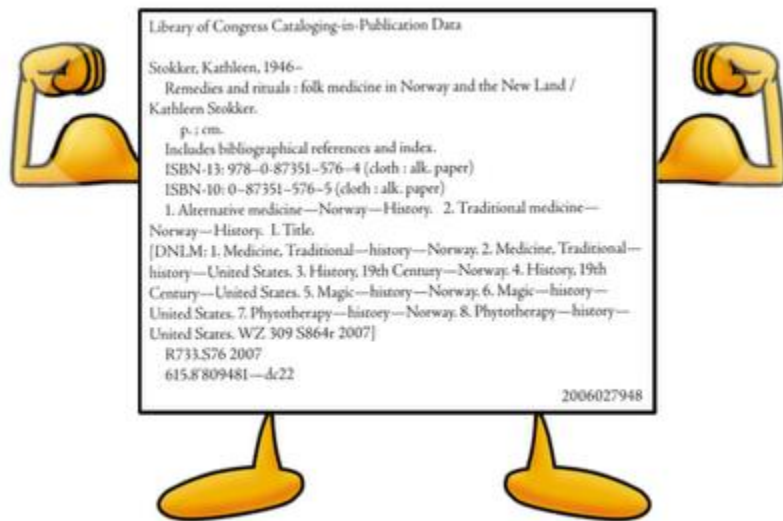 Library of Congress Cataloging-in-Publication Data
Stokker, Kathleen, 1946–
Remedies and rituals : folk medicine in Norway and the New Land /
Kathleen Stokker.
p. ; cm.
Includes bibliographical references and index.
ISBN-13: 978–0-87351–576–4 (cloth : alk. paper)
ISBN-10: 0–87351–576–5 (cloth : alk. paper)
1. Alternative medicine—Norway—History. 2. Traditional medicine—
Norway—History. I. Title.
[DNLM: 1. Medicine, Traditional—history—Norway. 2. Medicine, Traditional—
history—United States. 3. History, 19th Century—Norway. 4. History, 19th
Century—United States. 5. Magic—history—Norway. 6. Magic—history—
United States. 7. Phytotherapy—history—Norway. 8. Phytotherapy—history—
United States. WZ 309 S864r 2007]
R733.S76 2007
615.8'809481—dc22
2006027948